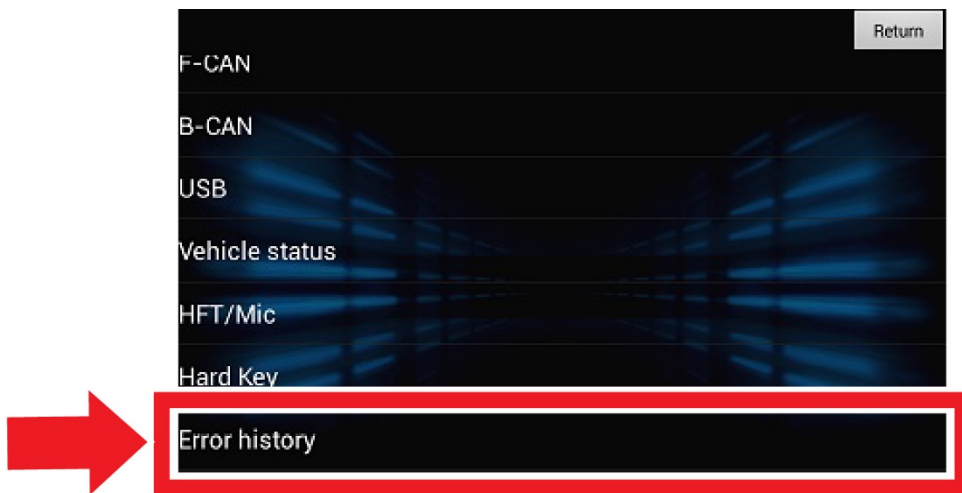 Return
F-CAN
B-CAN
USB
Vehicle status
HFT/Mic
Hard Key
Error history